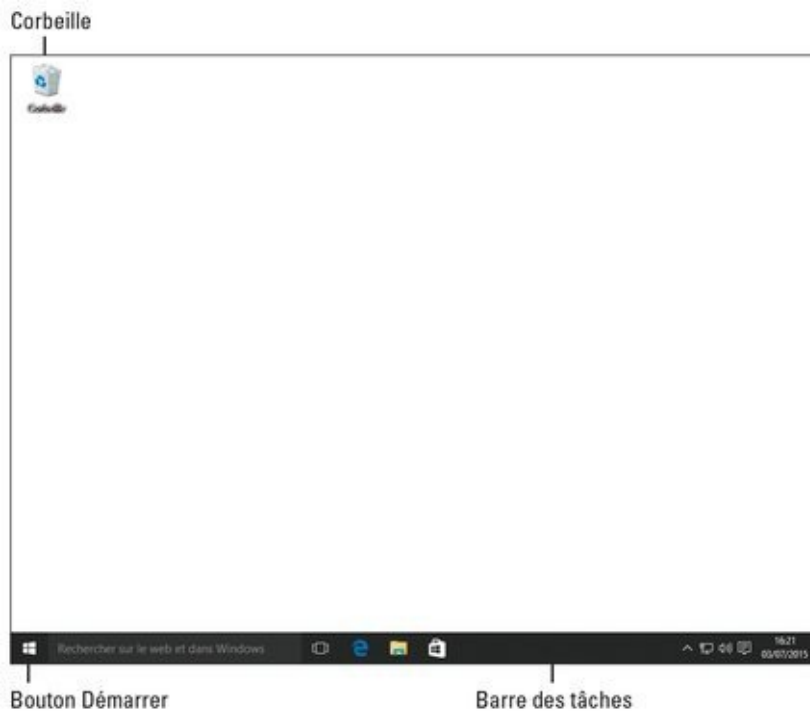 Corbeille
Corbeille
Rechercher sur le web et dans Windows
16:21
03/07/2015
Bouton Démarrer
Barre des tâches